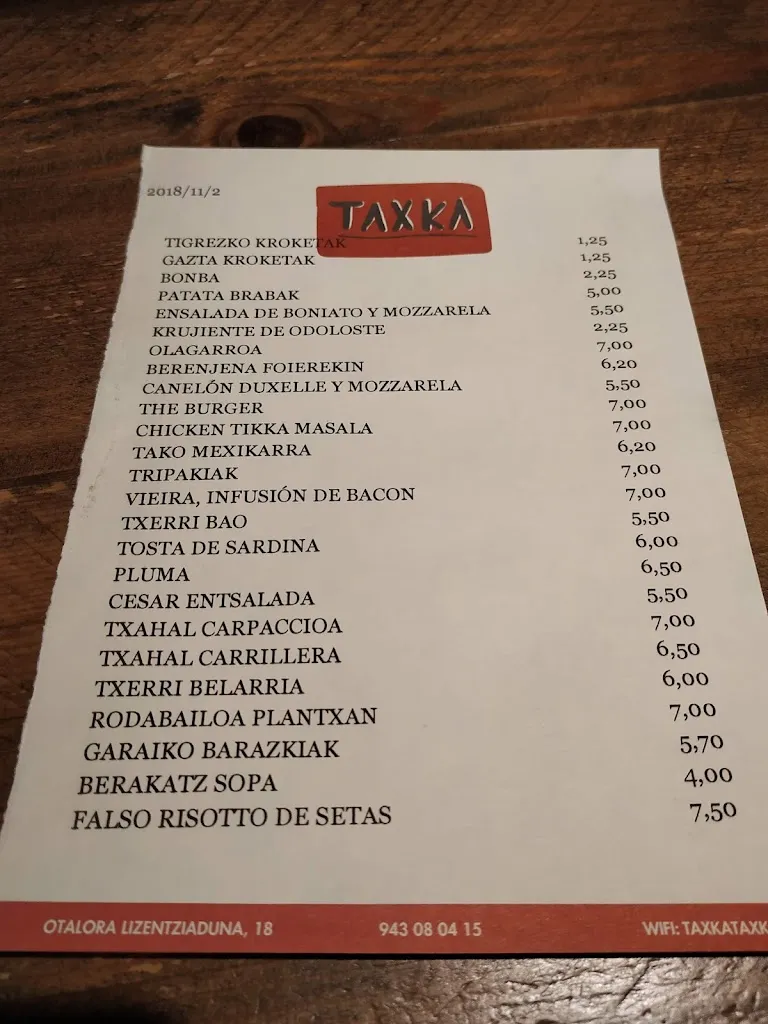 2018/11/2
TAXKA
TIGREZKO KROKETAK 1,25
GAZTA KROKETAK 1,25
BONBA 2,25
PATATA BRABAK 5,00
ENSALADA DE BONIATO Y MOZZARELA 5,50
KRUJIENTE DE ODOLOSTE 2,25
OLAGARROA 7,00
BERENJENA FOIEREKIN 6,20
CANELÓN DUXELLE Y MOZZARELA 5,50
THE BURGER 7,00
CHICKEN TIKKA MASALA 7,00
TAKO MEXIKARRA 6,20
TRIPAKIAK 7,00
VIEIRA, INFUSIÓN DE BACON 7,00
TXERRI BAO 5,50
TOSTA DE SARDINA 6,00
PLUMA 6,50
CESAR ENTSALADA 5,50
TXAHAL CARPACCIOA 7,00
TXAHAL CARRILLERA 6,50
TXERRI BELARRIA 6,00
RODABAILOA PLANTXAN 7,00
GARAIKO BARAZKIAK 5,70
BERAKATZ SOPA 4,00
FALSO RISOTTO DE SETAS 7,50
OTALORA LIZENTZIADUNA, 18 943 08 04 15 WIFI: TAXKATAXK